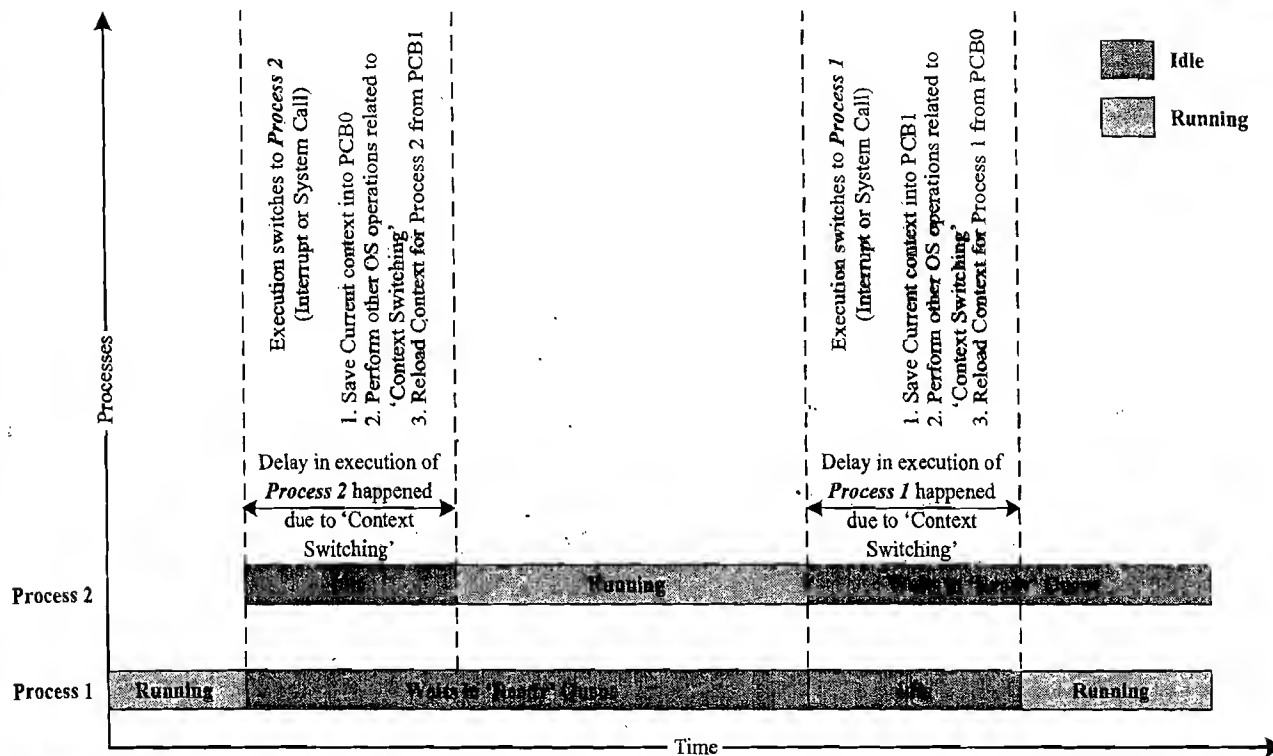 Execution switches to Process 2
(Interrupt or System Call)
1. Save Current context into PCB0
2. Perform other OS operations related to
'Context Switching'
3. Reload Context for Process 2 from PCB1
Execution switches to Process 1
(Interrupt or System Call)
1. Save Current context into PCB1
2. Perform other OS operations related to
'Context Switching'
3. Reload Context for Process 1 from PCB0
Idle
Running
Processes
Delay in execution of
Process 2 happened
due to 'Context
Switching'
Delay in execution of
Process 1 happened
due to 'Context
Switching'
Process 2
Idle
Running
Waits in 'Ready' Queue
Process 1
Running
Waits in 'Ready' Queue
Idle
Running
Time